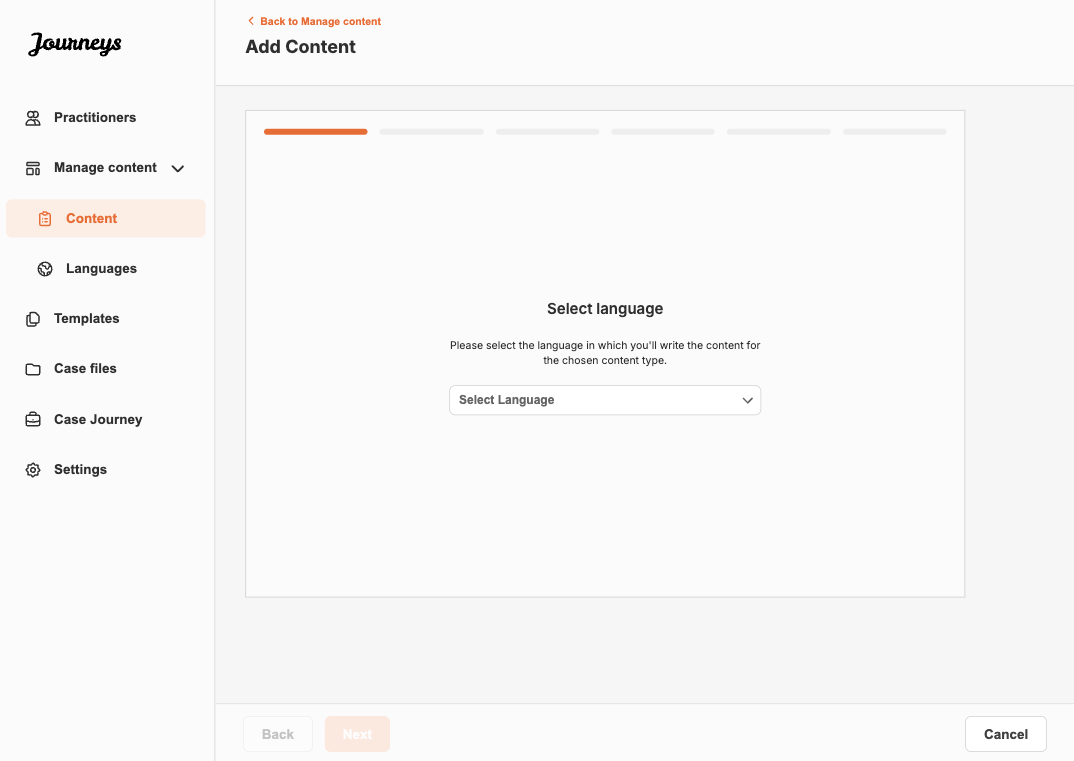 Journeys
Practitioners
Manage content
Content
Languages
Templates
Case files
Case Journey
Settings
Back to Manage content
Add Content
Select language
Please select the language in which you'll write the content for
the chosen content type.
Select Language
Back
Next
Cancel